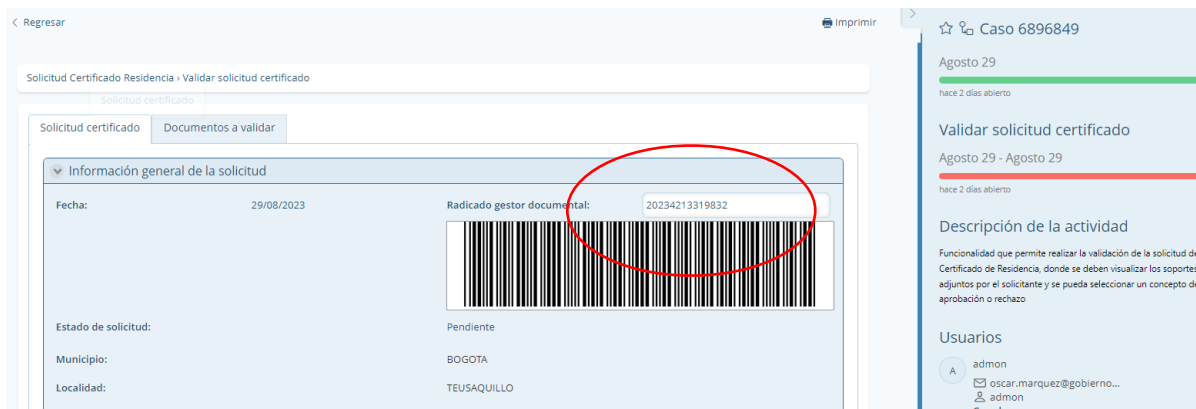 Regresar
Imprimir
Solicitud Certificado Residencia › Validar solicitud certificado
Solicitud certificado
Solicitud certificado
Documentos a validar
Información general de la solicitud
Fecha: 29/08/2023
Radicado gestor documental: 20234213319832
Estado de solicitud: Pendiente
Municipio: BOGOTA
Localidad: TEUSAQUILLO
Caso 6896849
Agosto 29
hace 2 días abierto
Validar solicitud certificado
Agosto 29 - Agosto 29
hace 2 días abierto
Descripción de la actividad
Funcionalidad que permite realizar la validación de la solicitud de
Certificado de Residencia, donde se deben visualizar los soportes
adjuntos por el solicitante y se pueda seleccionar un concepto de
aprobación o rechazo
Usuarios
A
admon
oscar.marquez@gobierno...
admon